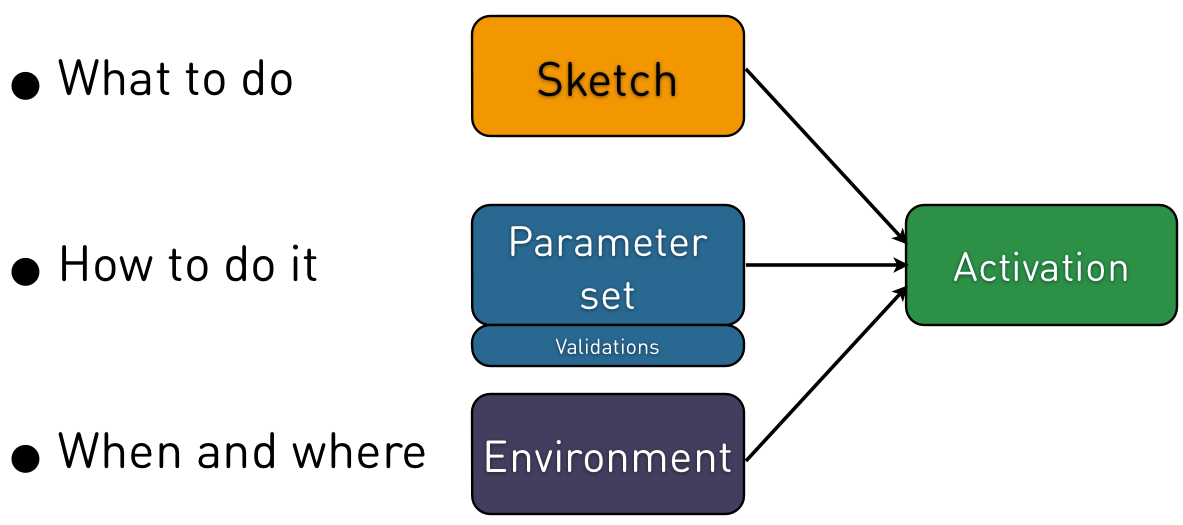 What to do
Sketch
How to do it
Parameter
set
Validations
Activation
When and where
Environment